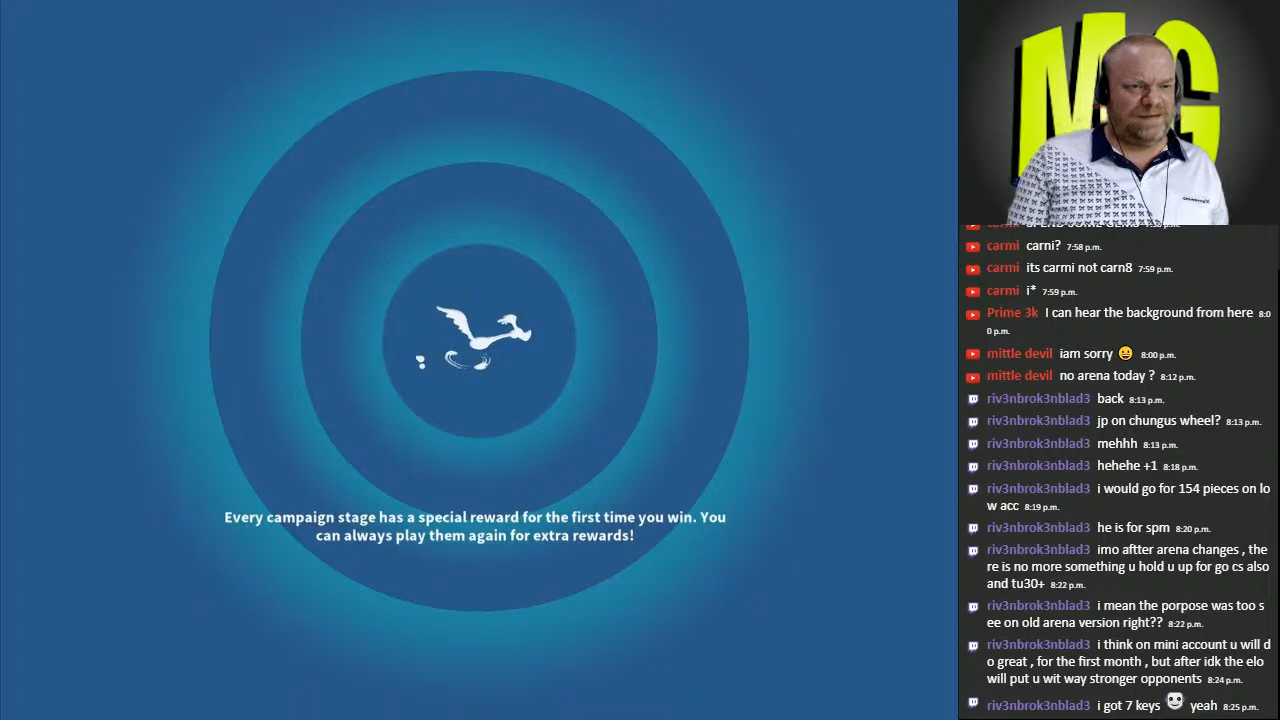 MG
carmi carni? 7:58 p.m.
carmi its carmi not carn8 7:59 p.m.
carmi i* 7:59 p.m.
Prime 3k I can hear the background from here 8:0
0 p.m.
mittle devil iam sorry 😀 8:00 p.m.
mittle devil no arena today ? 8:12 p.m.
riv3nbrok3nblad3 back 8:13 p.m.
riv3nbrok3nblad3 jp on chungus wheel? 8:13 p.m.
riv3nbrok3nblad3 mehhh 8:13 p.m.
riv3nbrok3nblad3 hehehe +1 8:18 p.m.
riv3nbrok3nblad3 i would go for 154 pieces on lo
w acc 8:19 p.m.
riv3nbrok3nblad3 he is for spm 8:20 p.m.
riv3nbrok3nblad3 imo after arena changes , the
re is no more something u hold u up for go cs also
and tu30+ 8:22 p.m.
riv3nbrok3nblad3 i mean the porpose was too s
ee on old arena version right?? 8:22 p.m.
riv3nbrok3nblad3 i think on mini account u will d
o great , for the first month , but after idk the elo
will put u wit way stronger opponents 8:24 p.m.
riv3nbrok3nblad3 i got 7 keys yeah 8:25 p.m.
Every campaign stage has a special reward for the first time you win. You
can always play them again for extra rewards!